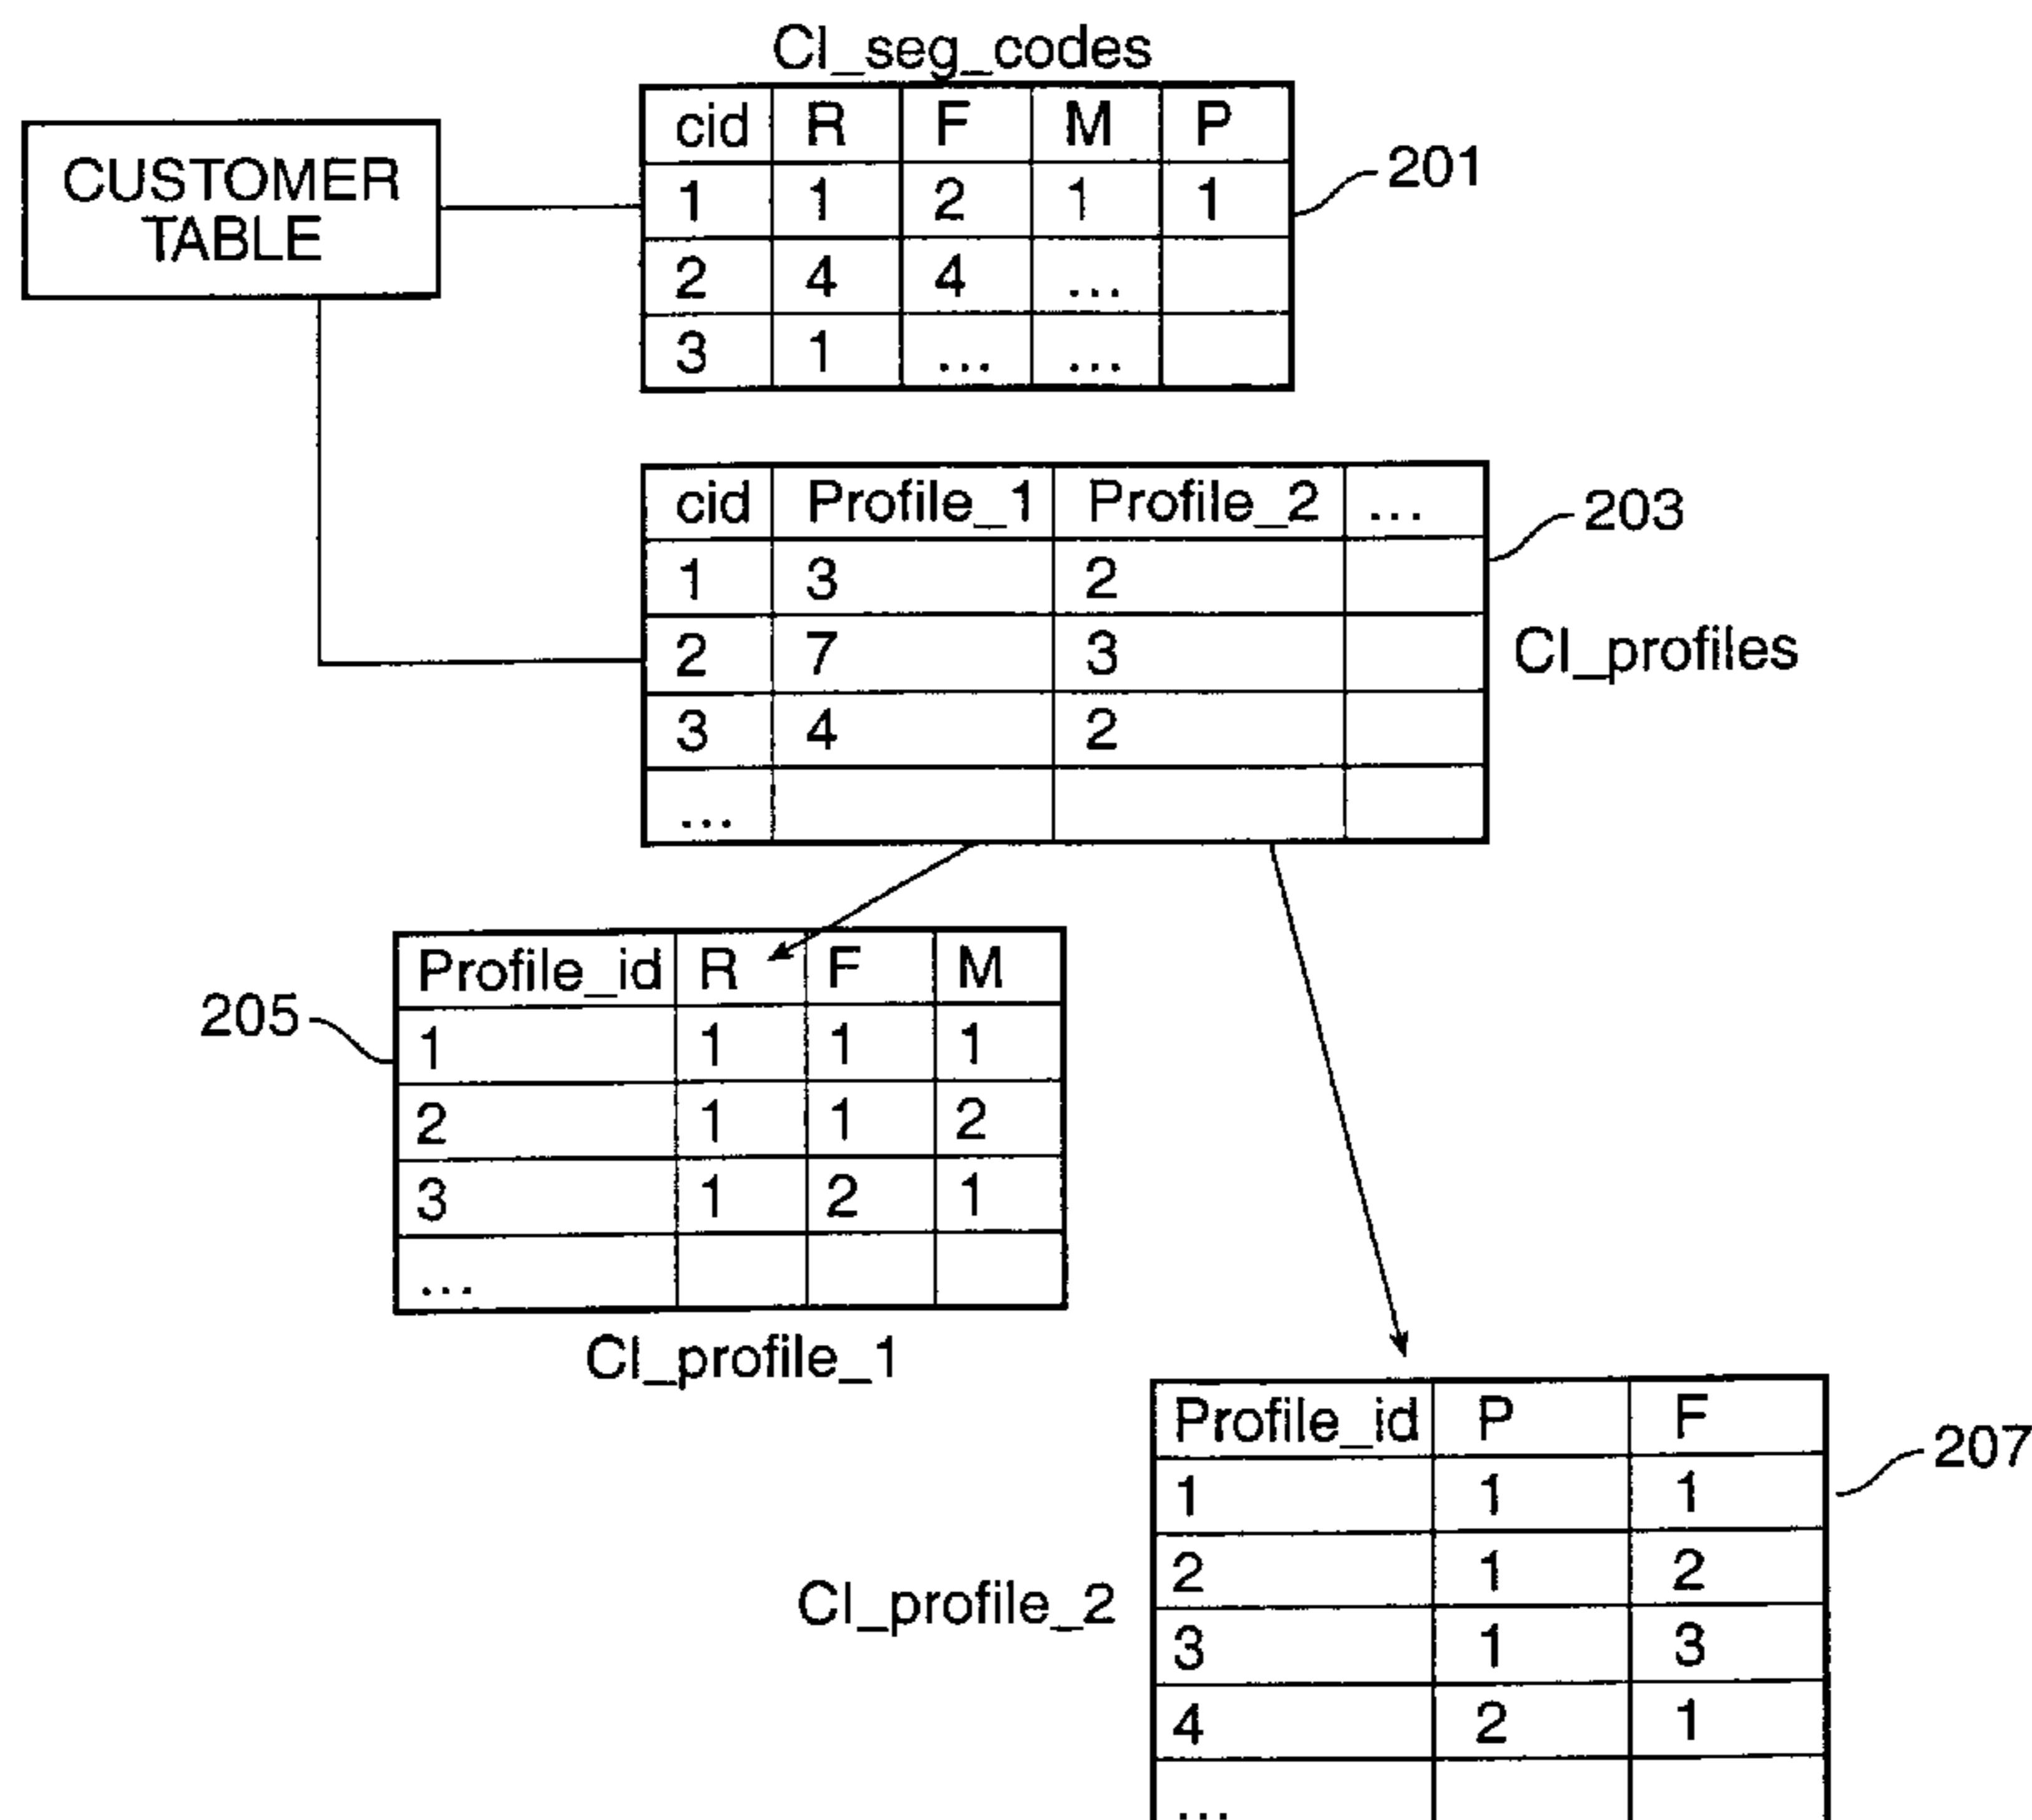 CI_seg_codes
CUSTOMER
TABLE
cid R F M P
1 1 2 1 1
2 4 4 ...
3 1 ... ...
201
cid Profile_1 Profile_2 ...
1 3 2
2 7 3
3 4 2
...
203
CI_profiles
Profile_id R F M
1 1 1 1
2 1 1 2
3 1 2 1
...
205
CI_profile_1
Profile_id P F
1 1 1
2 1 2
3 1 3
4 2 1
...
207
CI_profile_2